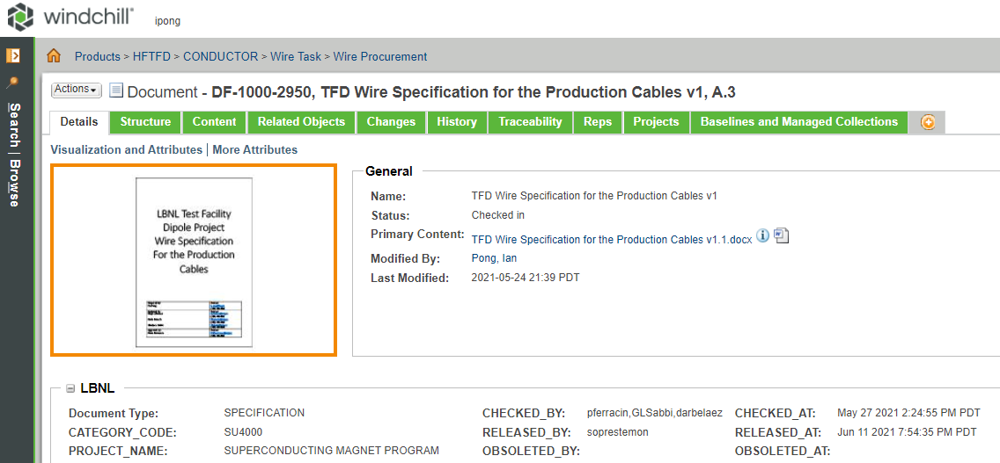 windchill® ipong
Products > HFTFD > CONDUCTOR > Wire Task > Wire Procurement
Search | Browse
Actions Document - DF-1000-2950, TFD Wire Specification for the Production Cables v1, A.3
Details Structure Content Related Objects Changes History Traceability Reps Projects Baselines and Managed Collections
Visualization and Attributes | More Attributes
LBNL Test Facility
Dipole Project
Wire Specification
For the Production
Cables
General
Name: TFD Wire Specification for the Production Cables v1
Status: Checked in
Primary Content: TFD Wire Specification for the Production Cables v1.1.docx
Modified By: Pong, Ian
Last Modified: 2021-05-24 21:39 PDT
LBNL
Document Type: SPECIFICATION CHECKED_BY: pferracin,GLSabbi,darbelaez CHECKED_AT: May 27 2021 2:24:55 PM PDT
CATEGORY_CODE: SU4000 RELEASED_BY: soprestemon RELEASED_AT: Jun 11 2021 7:54:35 PM PDT
PROJECT_NAME: SUPERCONDUCTING MAGNET PROGRAM OBSOLETED_BY: OBSOLETED_AT: